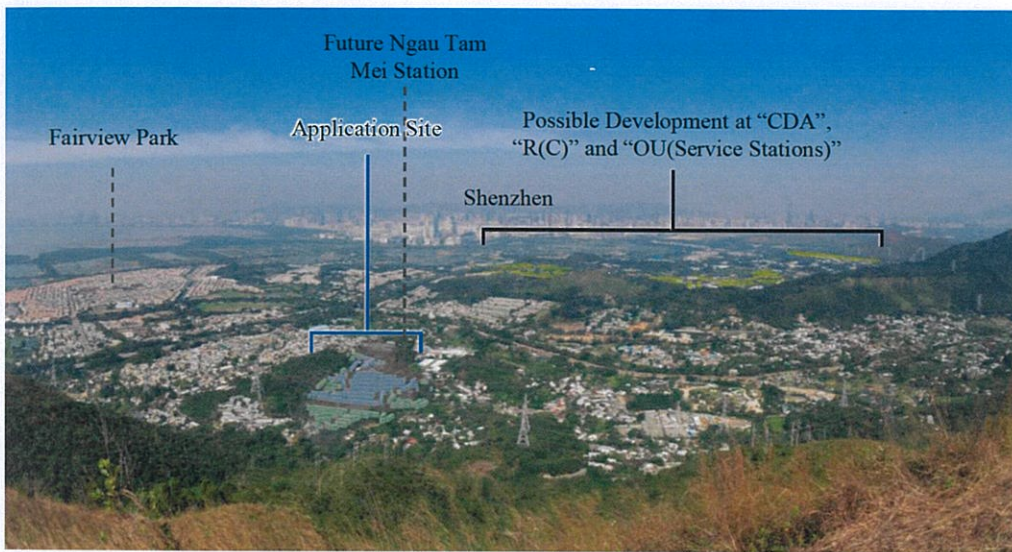 Future Ngau Tam
Mei Station
Fairview Park
Application Site
Possible Development at “CDA”,
“R(C)” and “OU(Service Stations)”
Shenzhen